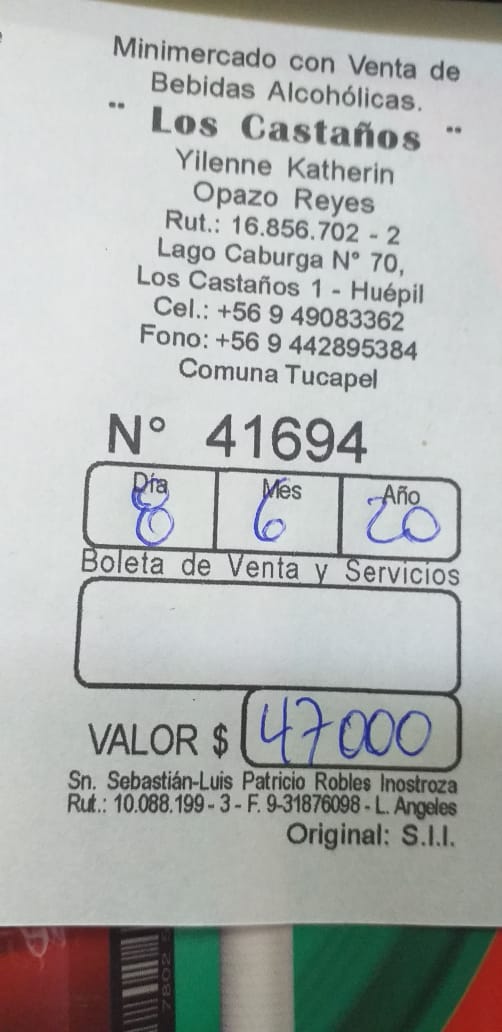 Minimercado con Venta de
Bebidas Alcohólicas.
" Los Castaños "
Yilenne Katherin
Opazo Reyes
Rut.: 16.856.702 - 2
Lago Caburga N° 70,
Los Castaños 1 - Huépil
Cel.: +56 9 49083362
Fono: +56 9 442895384
Comuna Tucapel
N° 41694
Día Mes Año
8 6 20
Boleta de Venta y Servicios
VALOR $ 47000
Sn. Sebastián-Luis Patricio Robles Inostroza
Rut.: 10.088.199 - 3 - F. 9-31876098 - L. Angeles
Original: S.I.I.
7802